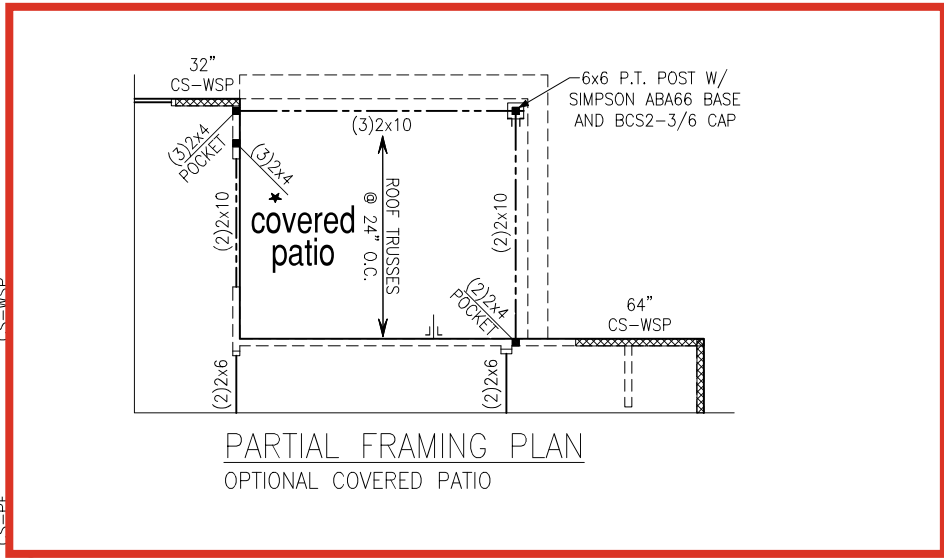 32"
CS-WSP
6x6 P.T. POST W/
SIMPSON ABA66 BASE
AND BCS2-3/6 CAP
(3)2x10
(3)2x4
POCKET
(3)2x4
(2)2x10
covered
patio
ROOF TRUSSES
@ 24" O.C.
(2)2x10
(2)2x4
POCKET
64"
CS-WSP
(2)2x6
(2)2x6
PARTIAL FRAMING PLAN
OPTIONAL COVERED PATIO
CS-WSP